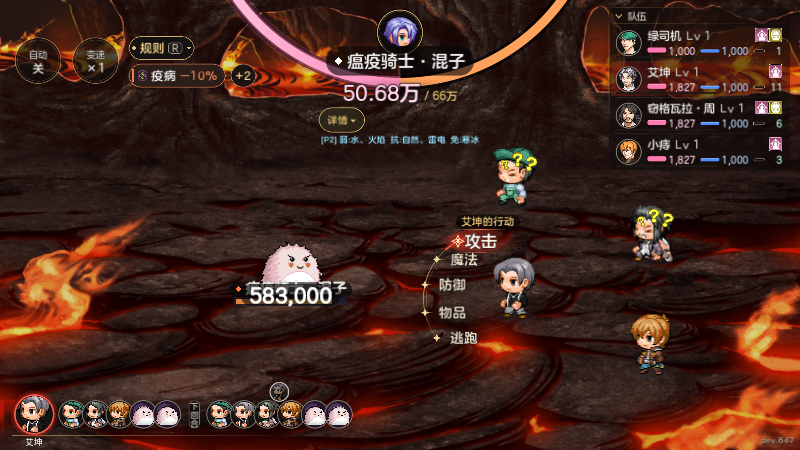 自动
关
变速
×1
规则 R
疫病 -10%
+2
瘟疫骑士·混子
50.68万 / 66万
详情
[P2] 弱:水、火焰 抗:自然、雷电 免:寒冰
队伍
绿司机 Lv 1
1,000 1,000 1
艾坤 Lv 1
1,827 1,000 11
窃格瓦拉·周 Lv 1
1,827 1,000 6
小痔 Lv 1
1,827 1,000 3
? ?
? ? ?
艾坤的行动
攻击
魔法
防御
物品
逃跑
583,000
艾坤
下回合
dev.847